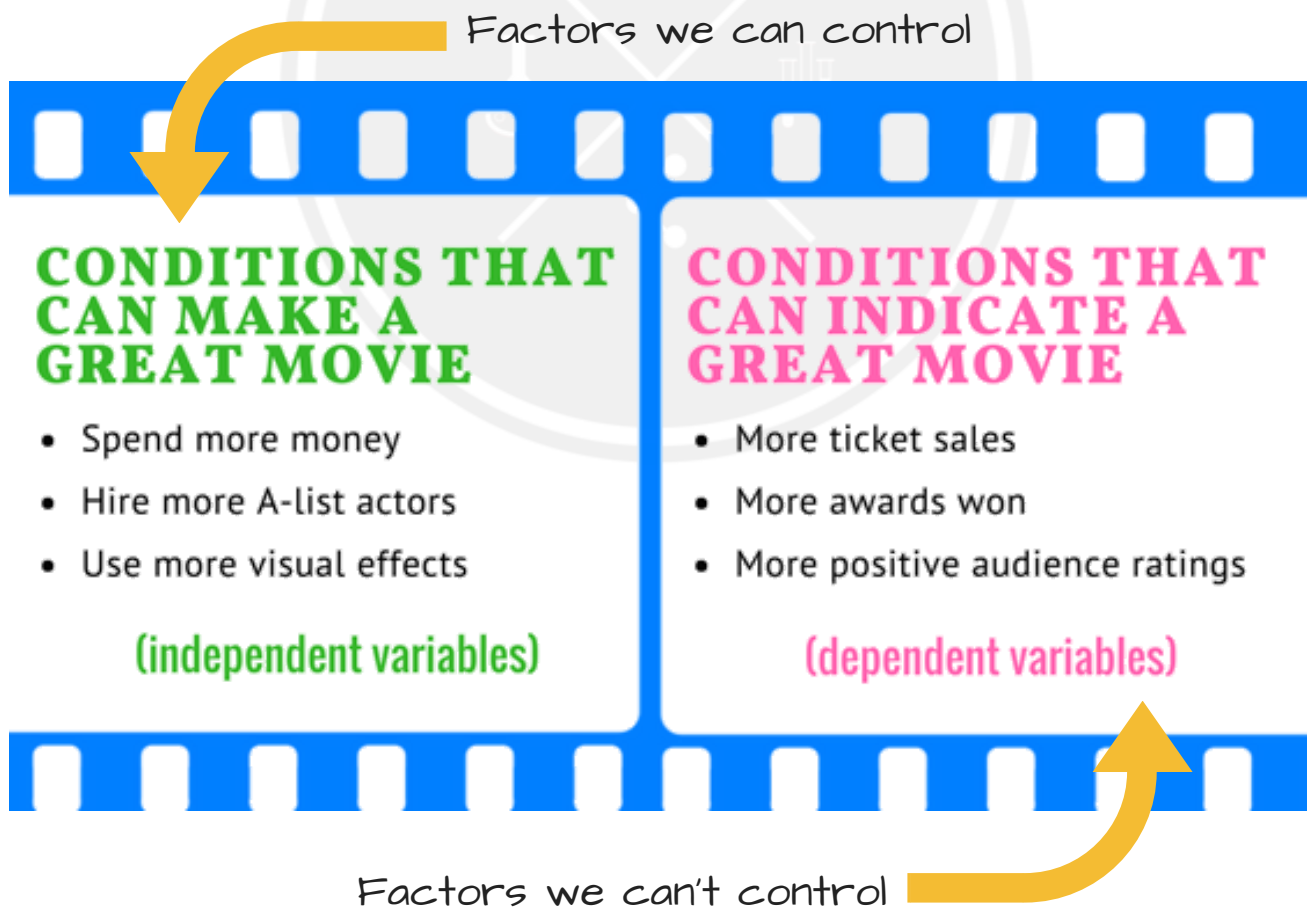 Factors we can control
CONDITIONS THAT
CAN MAKE A
GREAT MOVIE
• Spend more money
• Hire more A-list actors
• Use more visual effects
(independent variables)
CONDITIONS THAT
CAN INDICATE A
GREAT MOVIE
• More ticket sales
• More awards won
• More positive audience ratings
(dependent variables)
Factors we can't control